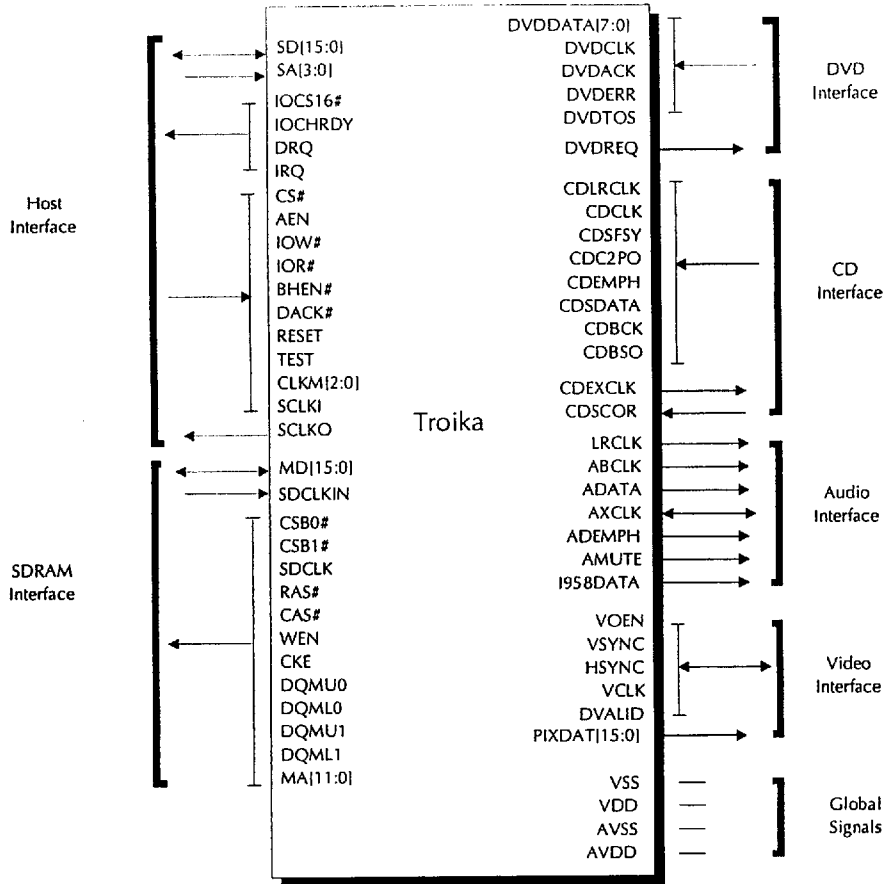 Host
Interface
SDRAM
Interface
SD[15:0]
SA[3:0]
IOCS16#
IOCHRDY
DRQ
IRQ
CS#
AEN
IOW#
IOR#
BHEN#
DACK#
RESET
TEST
CLKM[2:0]
SCLKI
SCLKO
MD[15:0]
SDCLKIN
CSB0#
CSB1#
SDCLK
RAS#
CAS#
WEN
CKE
DQMU0
DQML0
DQMU1
DQML1
MA[11:0]
Troika
DVDDATA[7:0]
DVDCLK
DVDACK
DVDERR
DVDTOS
DVDREQ
CDLRCLK
CDCLK
CDSFSY
CDC2PO
CDEMPH
CDSDATA
CDBCK
CDBSO
CDEXCLK
CDSCOR
LRCLK
ABCLK
ADATA
AXCLK
ADEMPH
AMUTE
I958DATA
VOEN
VSYNC
HSYNC
VCLK
DVALID
PIXDAT[15:0]
VSS
VDD
AVSS
AVDD
DVD
Interface
CD
Interface
Audio
Interface
Video
Interface
Global
Signals